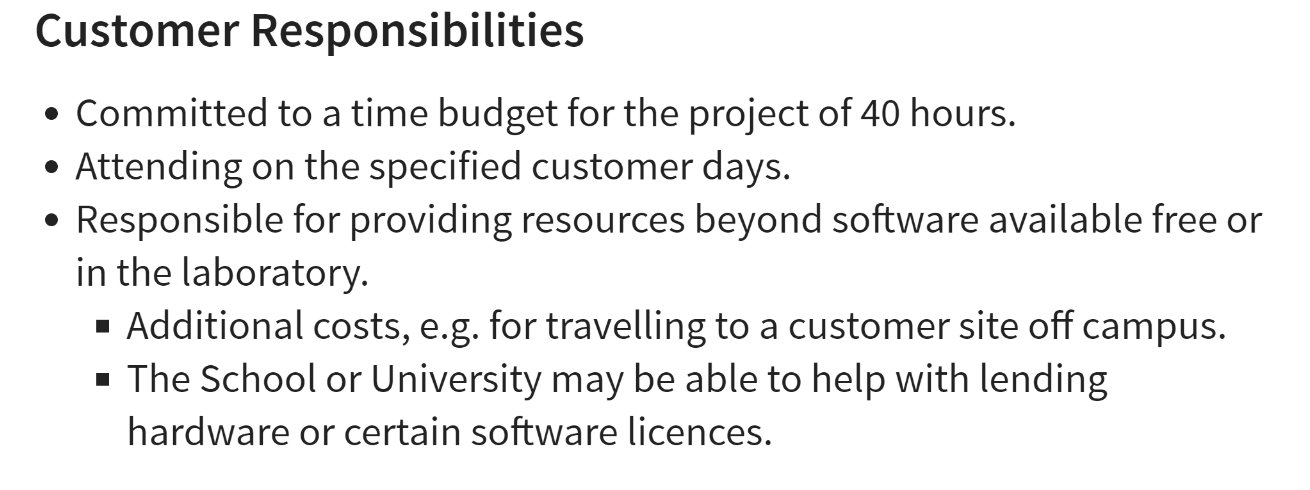 Customer Responsibilities
• Committed to a time budget for the project of 40 hours.
• Attending on the specified customer days.
• Responsible for providing resources beyond software available free or
in the laboratory.
▪ Additional costs, e.g. for travelling to a customer site off campus.
▪ The School or University may be able to help with lending
hardware or certain software licences.